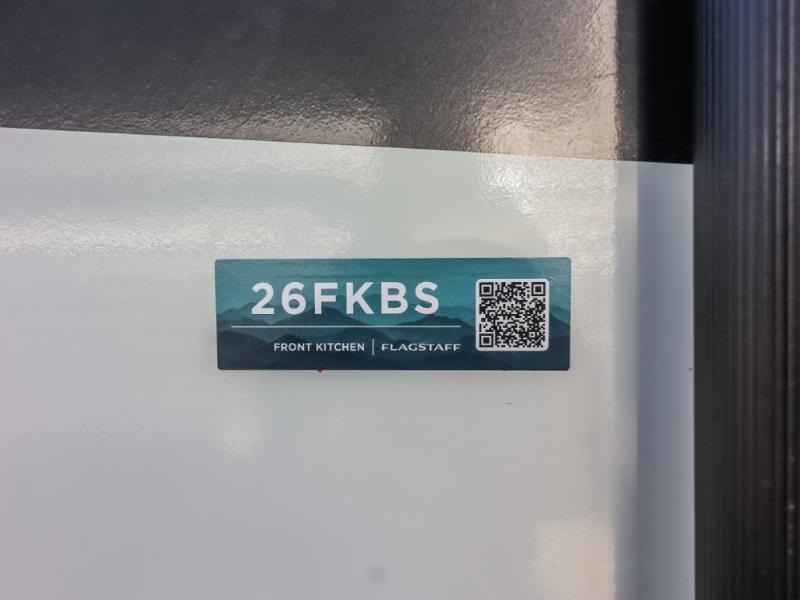 26FKBS
FRONT KITCHEN | FLAGSTAFF